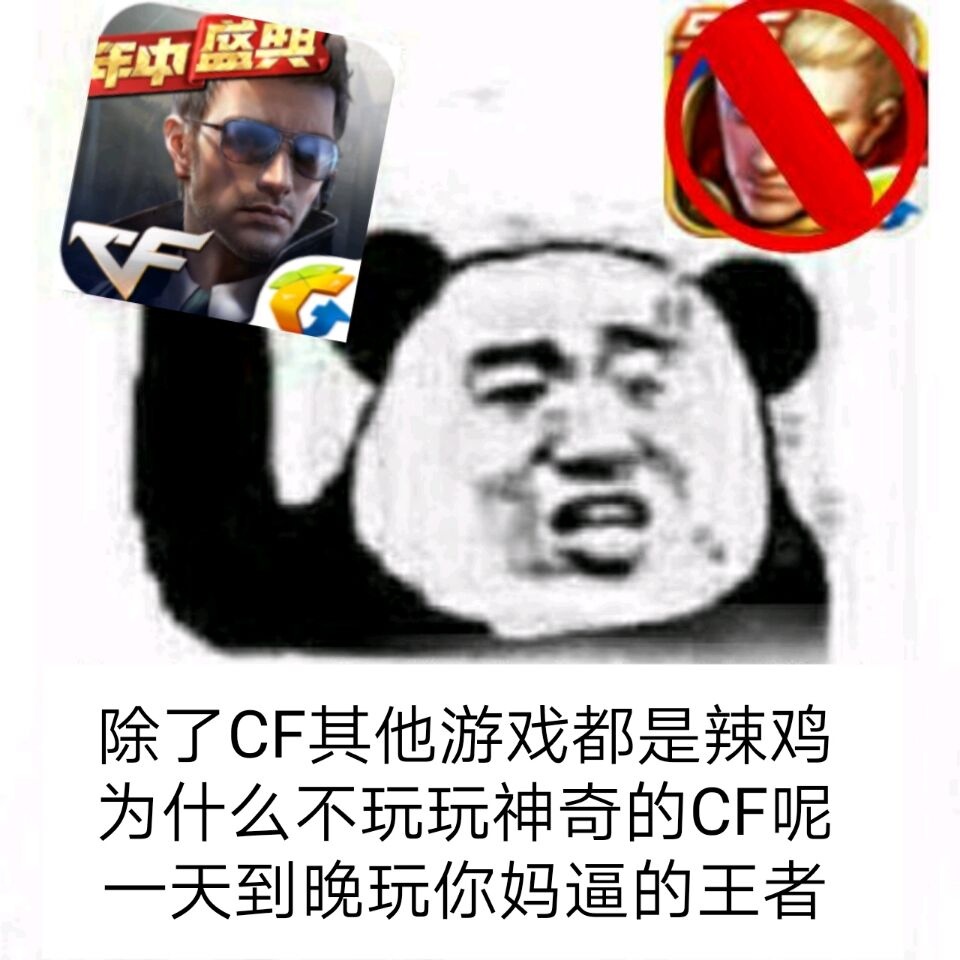 年中盛典
CF
除了CF其他游戏都是辣鸡
为什么不玩玩神奇的CF呢
一天到晚玩你妈逼的王者